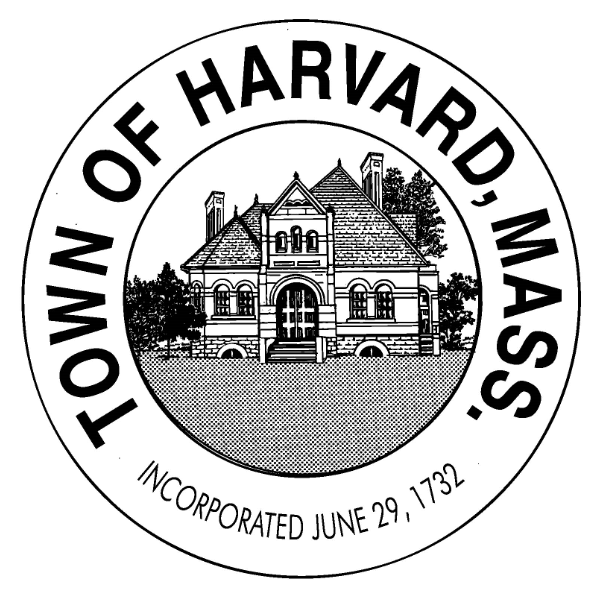 TOWN OF HARVARD, MASS.
INCORPORATED JUNE 29, 1732